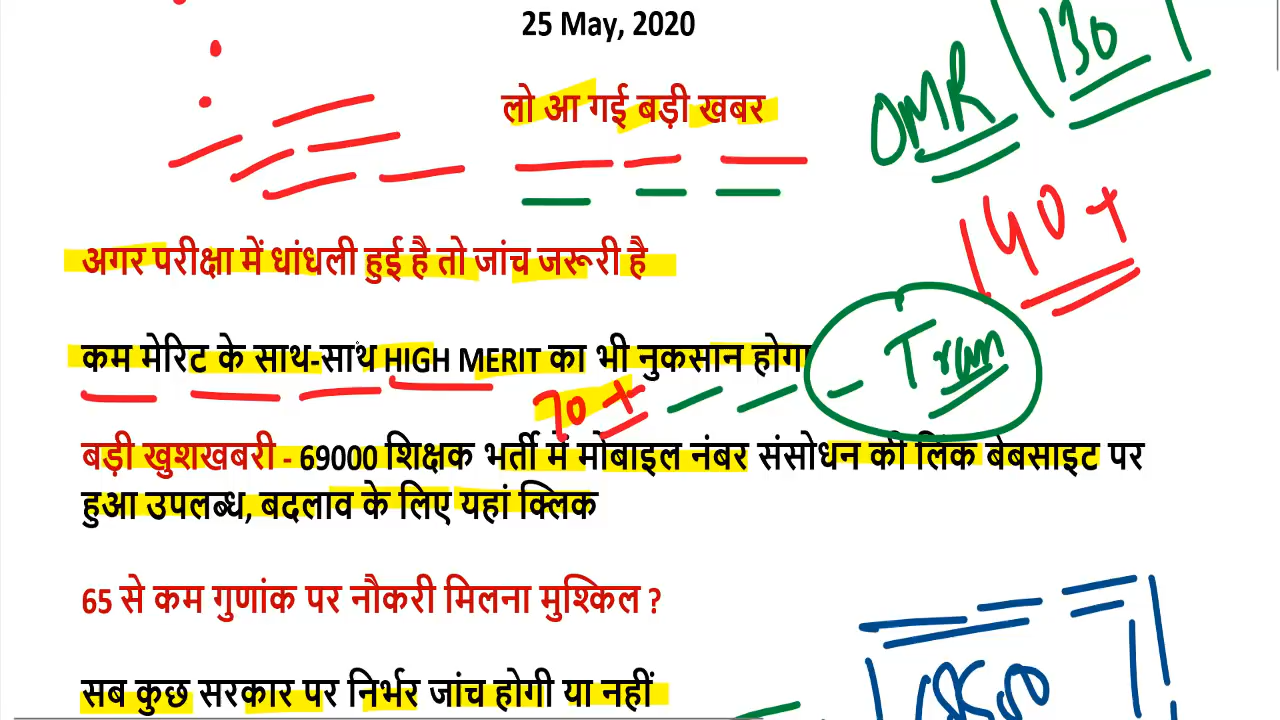 25 May, 2020
OMR 130
लो आ गई बड़ी खबर
140+
अगर परीक्षा में धांधली हुई है तो जांच जरूरी है
कम मेरिट के साथ-सांथ HIGH MERIT का भी नुकसान होगा
Tran
70+
बड़ी खुशखबरी - 69000 शिक्षक भर्ती में मोबाइल नंबर संसोधन की लिंक बेबसाइट पर
हुआ उपलब्ध, बदलाव के लिए यहां क्लिक
65 से कम गुणांक पर नौकरी मिलना मुश्किल ?
सब कुछ सरकार पर निर्भर जांच होगी या नहीं